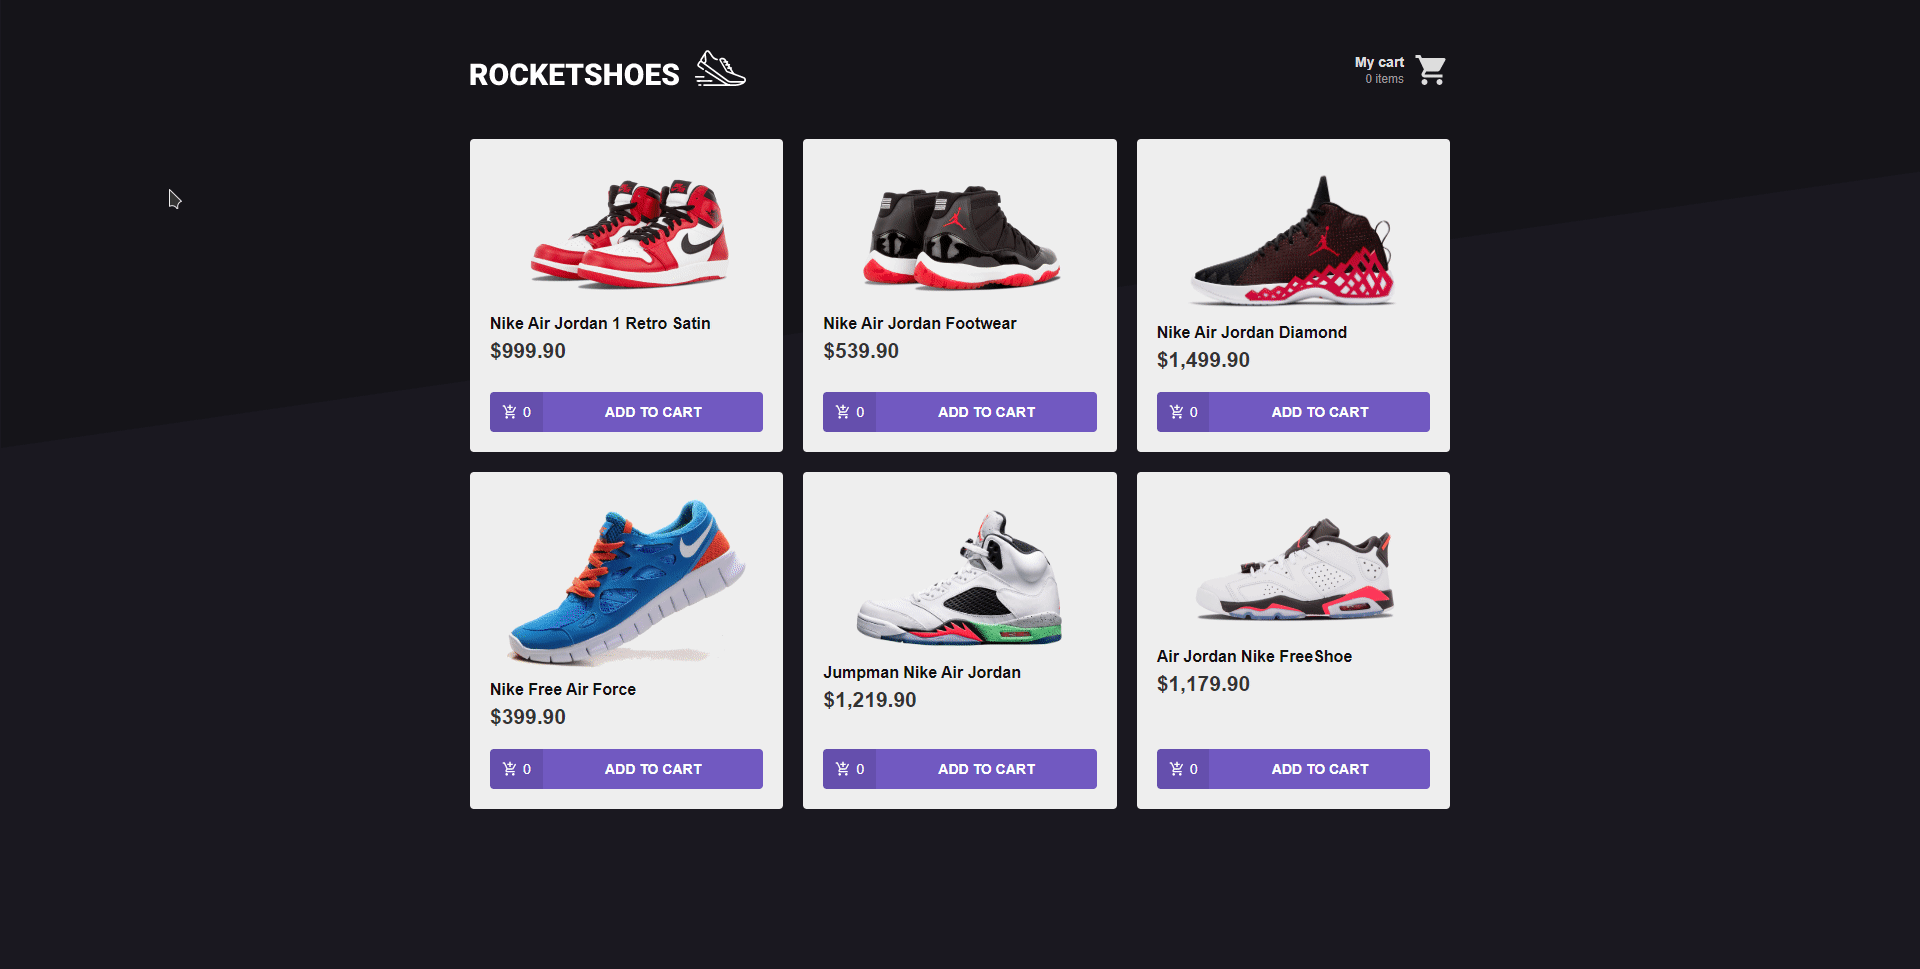 ROCKETSHOES
My cart
0 items
Nike Air Jordan 1 Retro Satin
$999.90
0 ADD TO CART
Nike Air Jordan Footwear
$539.90
0 ADD TO CART
Nike Air Jordan Diamond
$1,499.90
0 ADD TO CART
Nike Free Air Force
$399.90
0 ADD TO CART
Jumpman Nike Air Jordan
$1,219.90
0 ADD TO CART
Air Jordan Nike FreeShoe
$1,179.90
0 ADD TO CART